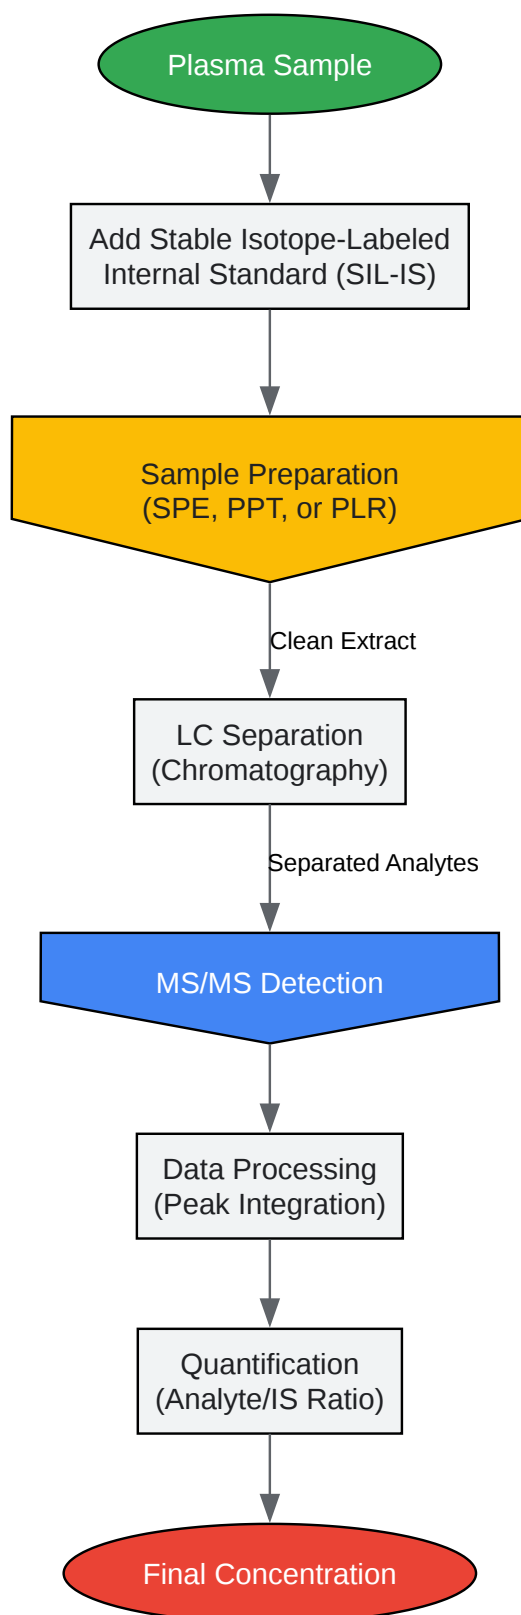 Plasma Sample
Add Stable Isotope-Labeled
Internal Standard (SIL-IS)
Sample Preparation
(SPE, PPT, or PLR)
Clean Extract
LC Separation
(Chromatography)
Separated Analytes
MS/MS Detection
Data Processing
(Peak Integration)
Quantification
(Analyte/IS Ratio)
Final Concentration